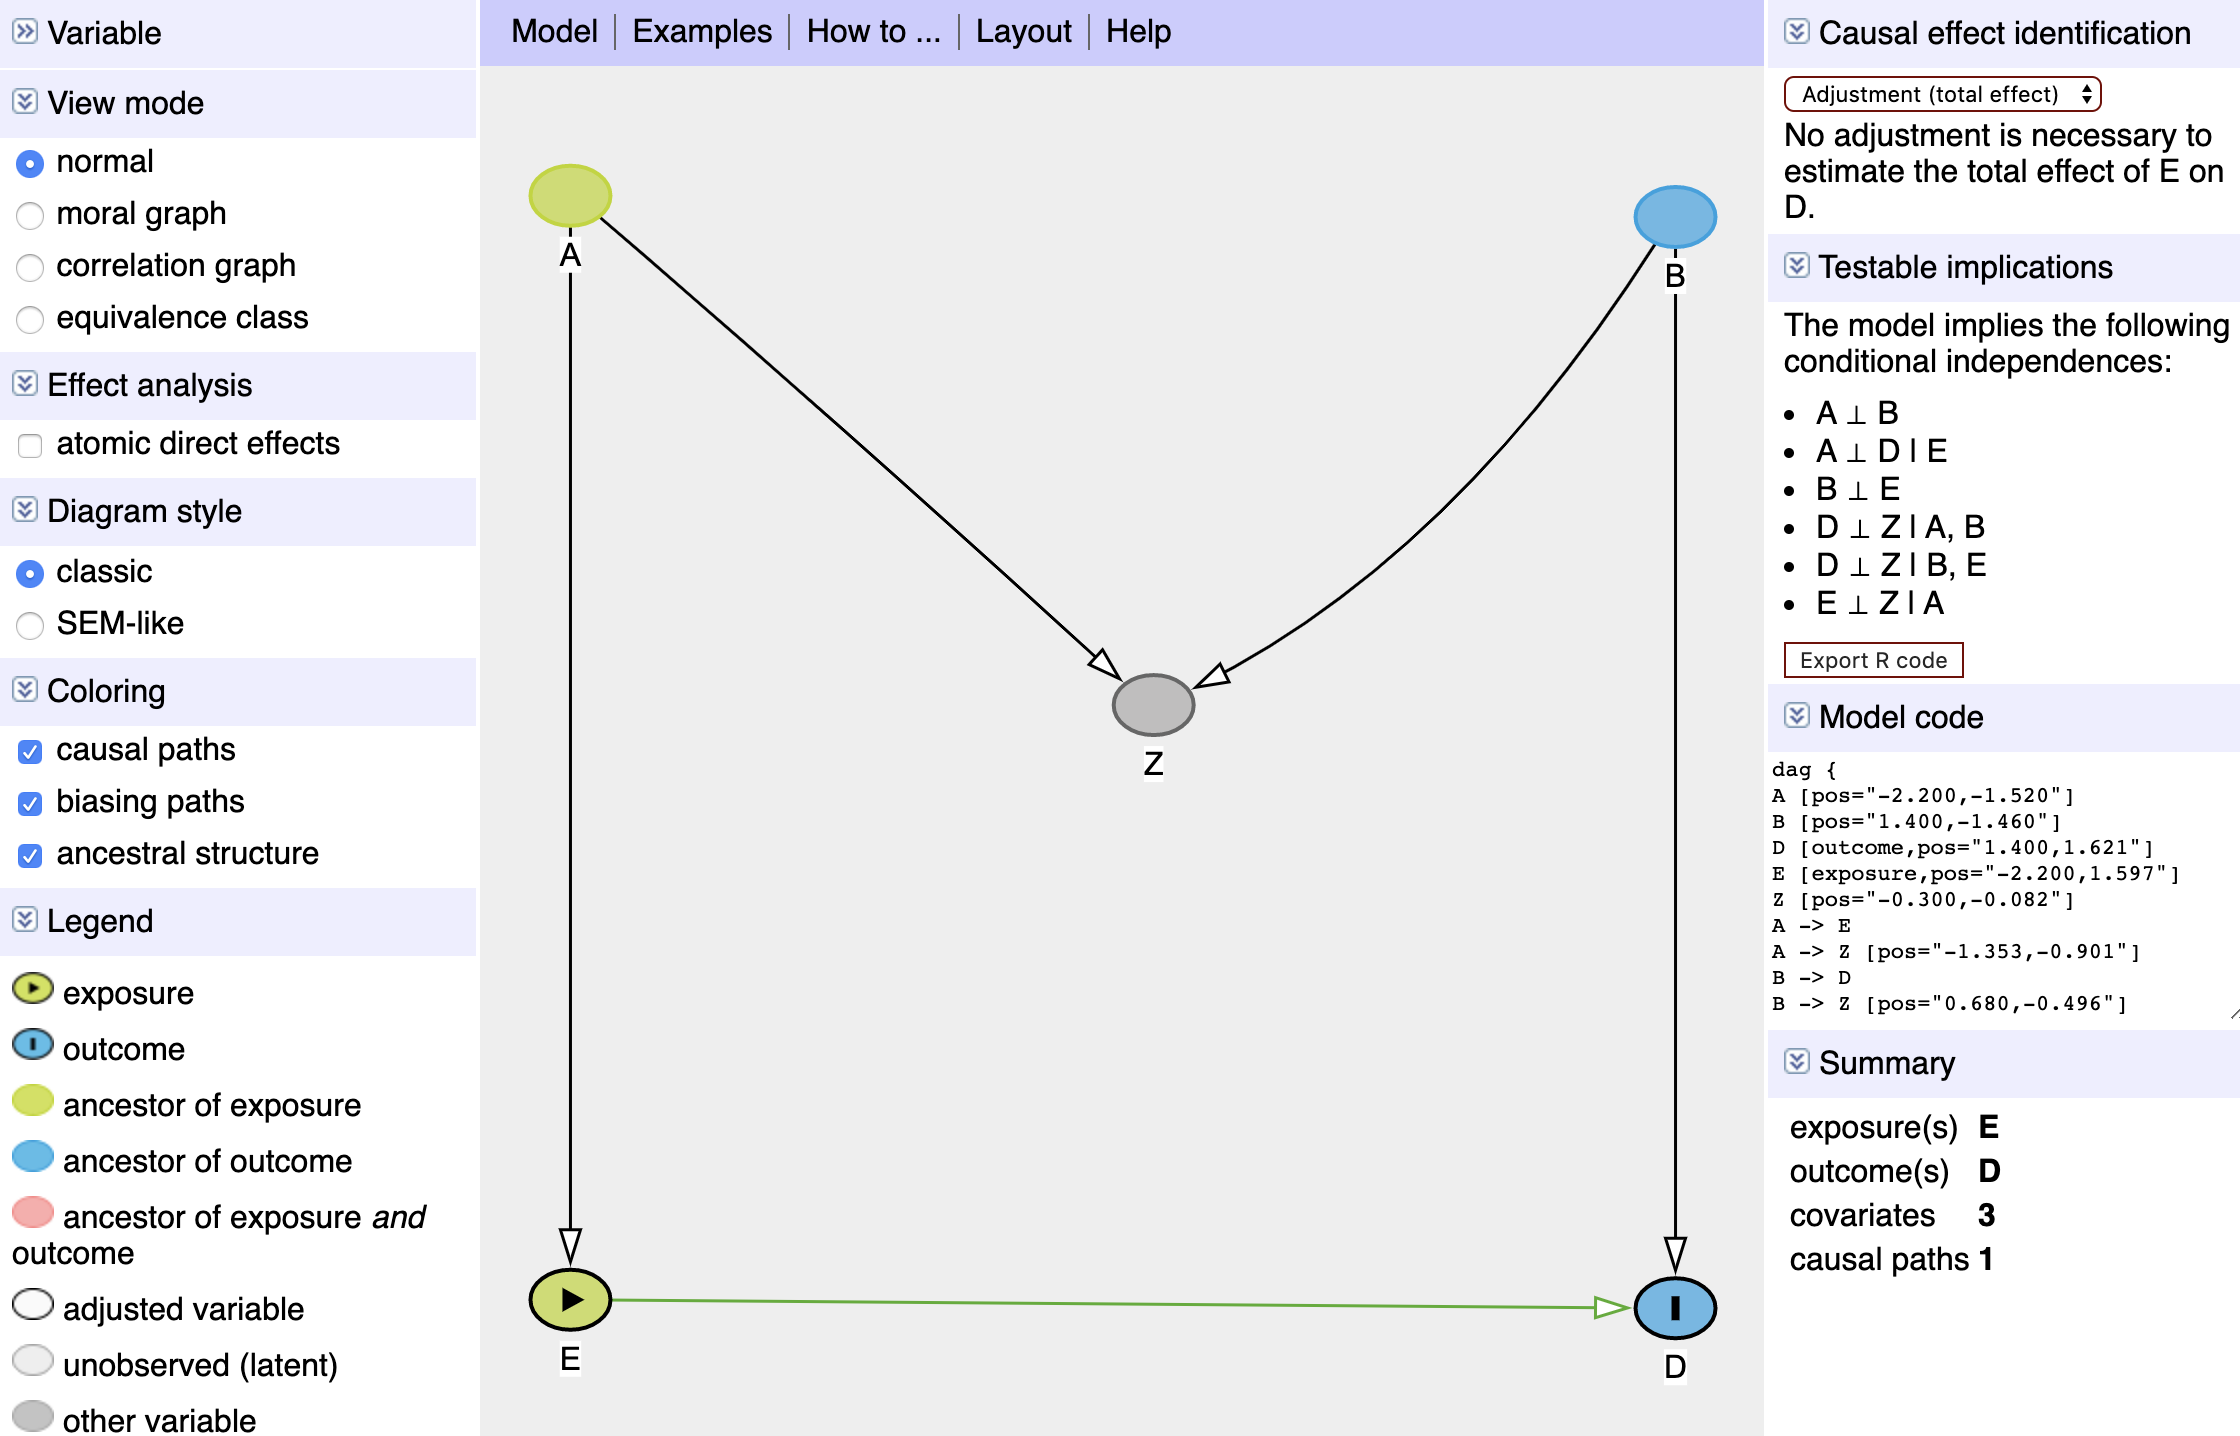 Variable
View mode
normal
moral graph
correlation graph
equivalence class
Effect analysis
atomic direct effects
Diagram style
classic
SEM-like
Coloring
causal paths
biasing paths
ancestral structure
Legend
exposure
outcome
ancestor of exposure
ancestor of outcome
ancestor of exposure and
outcome
adjusted variable
unobserved (latent)
other variable
Model | Examples | How to ... | Layout | Help
A
B
Z
E
D
Causal effect identification
Adjustment (total effect)
No adjustment is necessary to
estimate the total effect of E on
D.
Testable implications
The model implies the following
conditional independences:
• A ⊥ B
• A ⊥ D | E
• B ⊥ E
• D ⊥ Z | A, B
• D ⊥ Z | B, E
• E ⊥ Z | A
Export R code
Model code
dag {
A [pos="-2.200,-1.520"]
B [pos="1.400,-1.460"]
D [outcome,pos="1.400,1.621"]
E [exposure,pos="-2.200,1.597"]
Z [pos="-0.300,-0.082"]
A -> E
A -> Z [pos="-1.353,-0.901"]
B -> D
B -> Z [pos="0.680,-0.496"]
Summary
exposure(s) E
outcome(s) D
covariates 3
causal paths 1